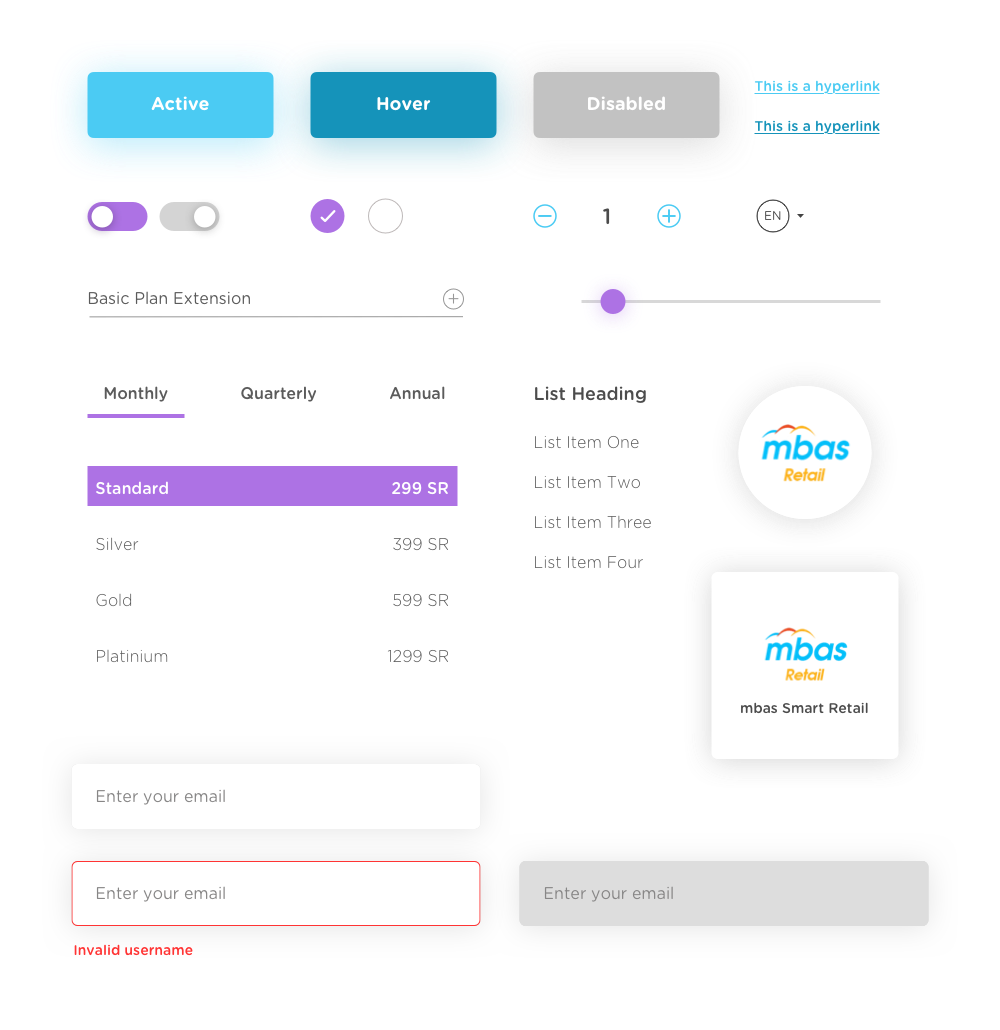 Active
Hover
Disabled
This is a hyperlink
This is a hyperlink
1
EN
Basic Plan Extension
Monthly
Quarterly
Annual
Standard 299 SR
Silver 399 SR
Gold 599 SR
Platinium 1299 SR
List Heading
List Item One
List Item Two
List Item Three
List Item Four
mbas
Retail
mbas
Retail
mbas Smart Retail
Enter your email
Enter your email
Invalid username
Enter your email